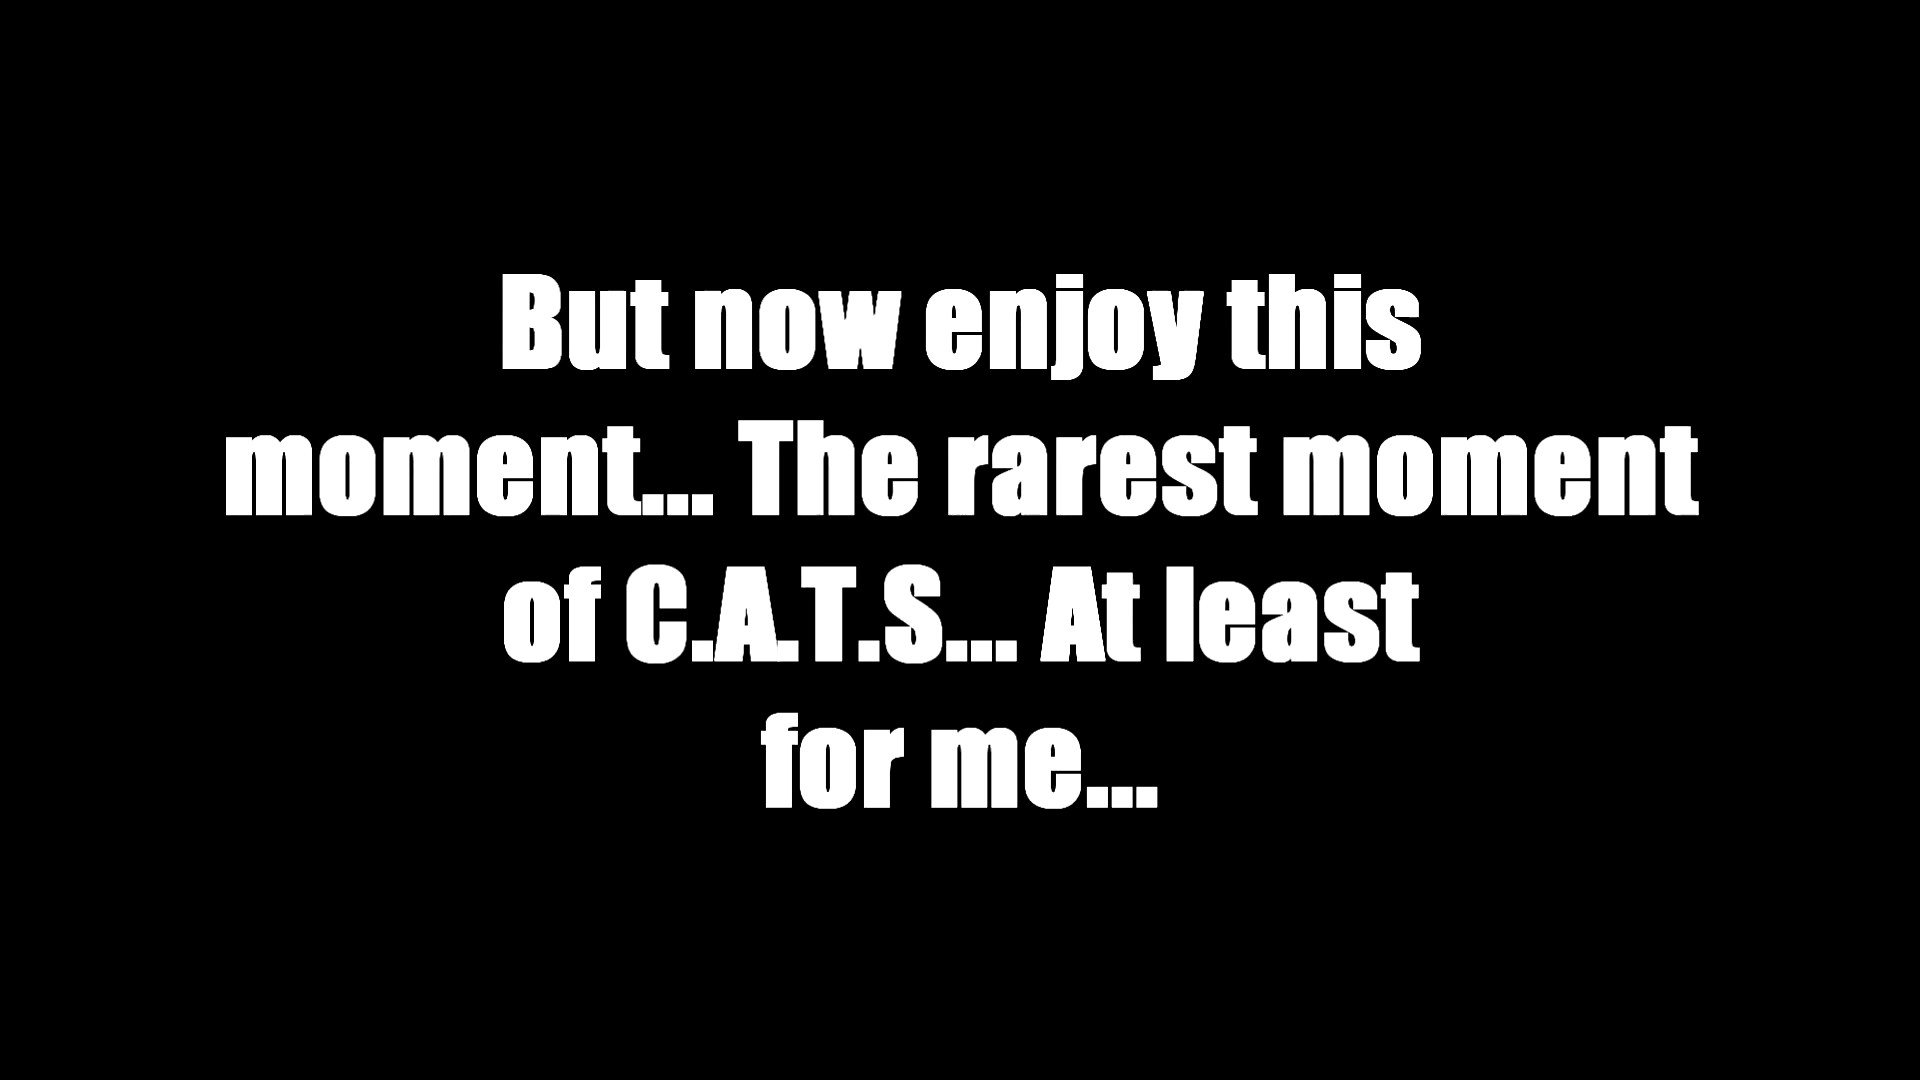 But now enjoy this
moment... The rarest moment
of C.A.T.S... At least
for me...